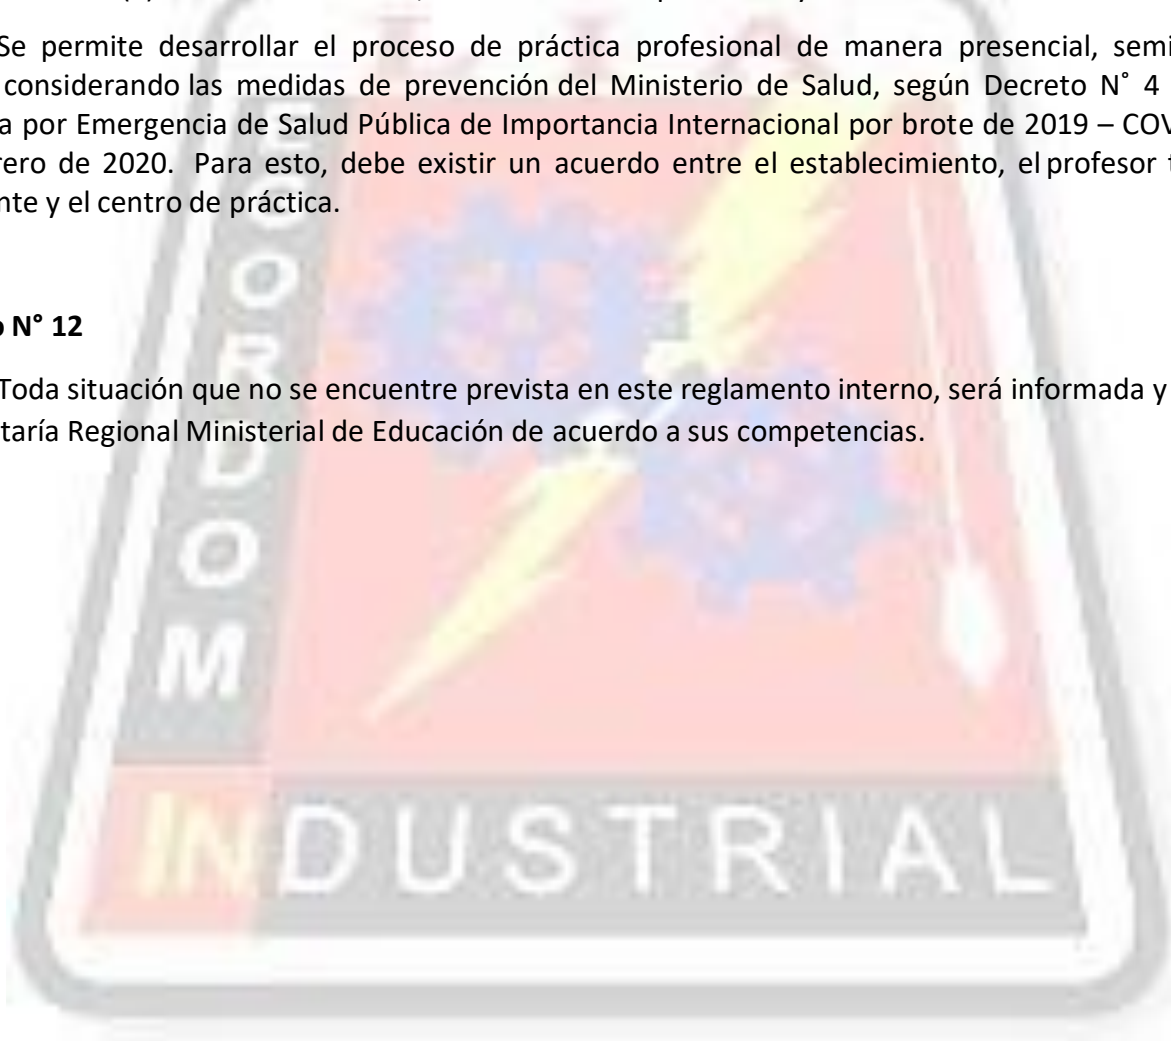 Se permite desarrollar el proceso de práctica profesional de manera presencial, semi
considerando las medidas de prevención del Ministerio de Salud, según Decreto N° 4
a por Emergencia de Salud Pública de Importancia Internacional por brote de 2019 – COV
rero de 2020. Para esto, debe existir un acuerdo entre el establecimiento, el profesor t
nte y el centro de práctica.
o N° 12
Toda situación que no se encuentre prevista en este reglamento interno, será informada y
taría Regional Ministerial de Educación de acuerdo a sus competencias.
ORDOM
INDUSTRIAL